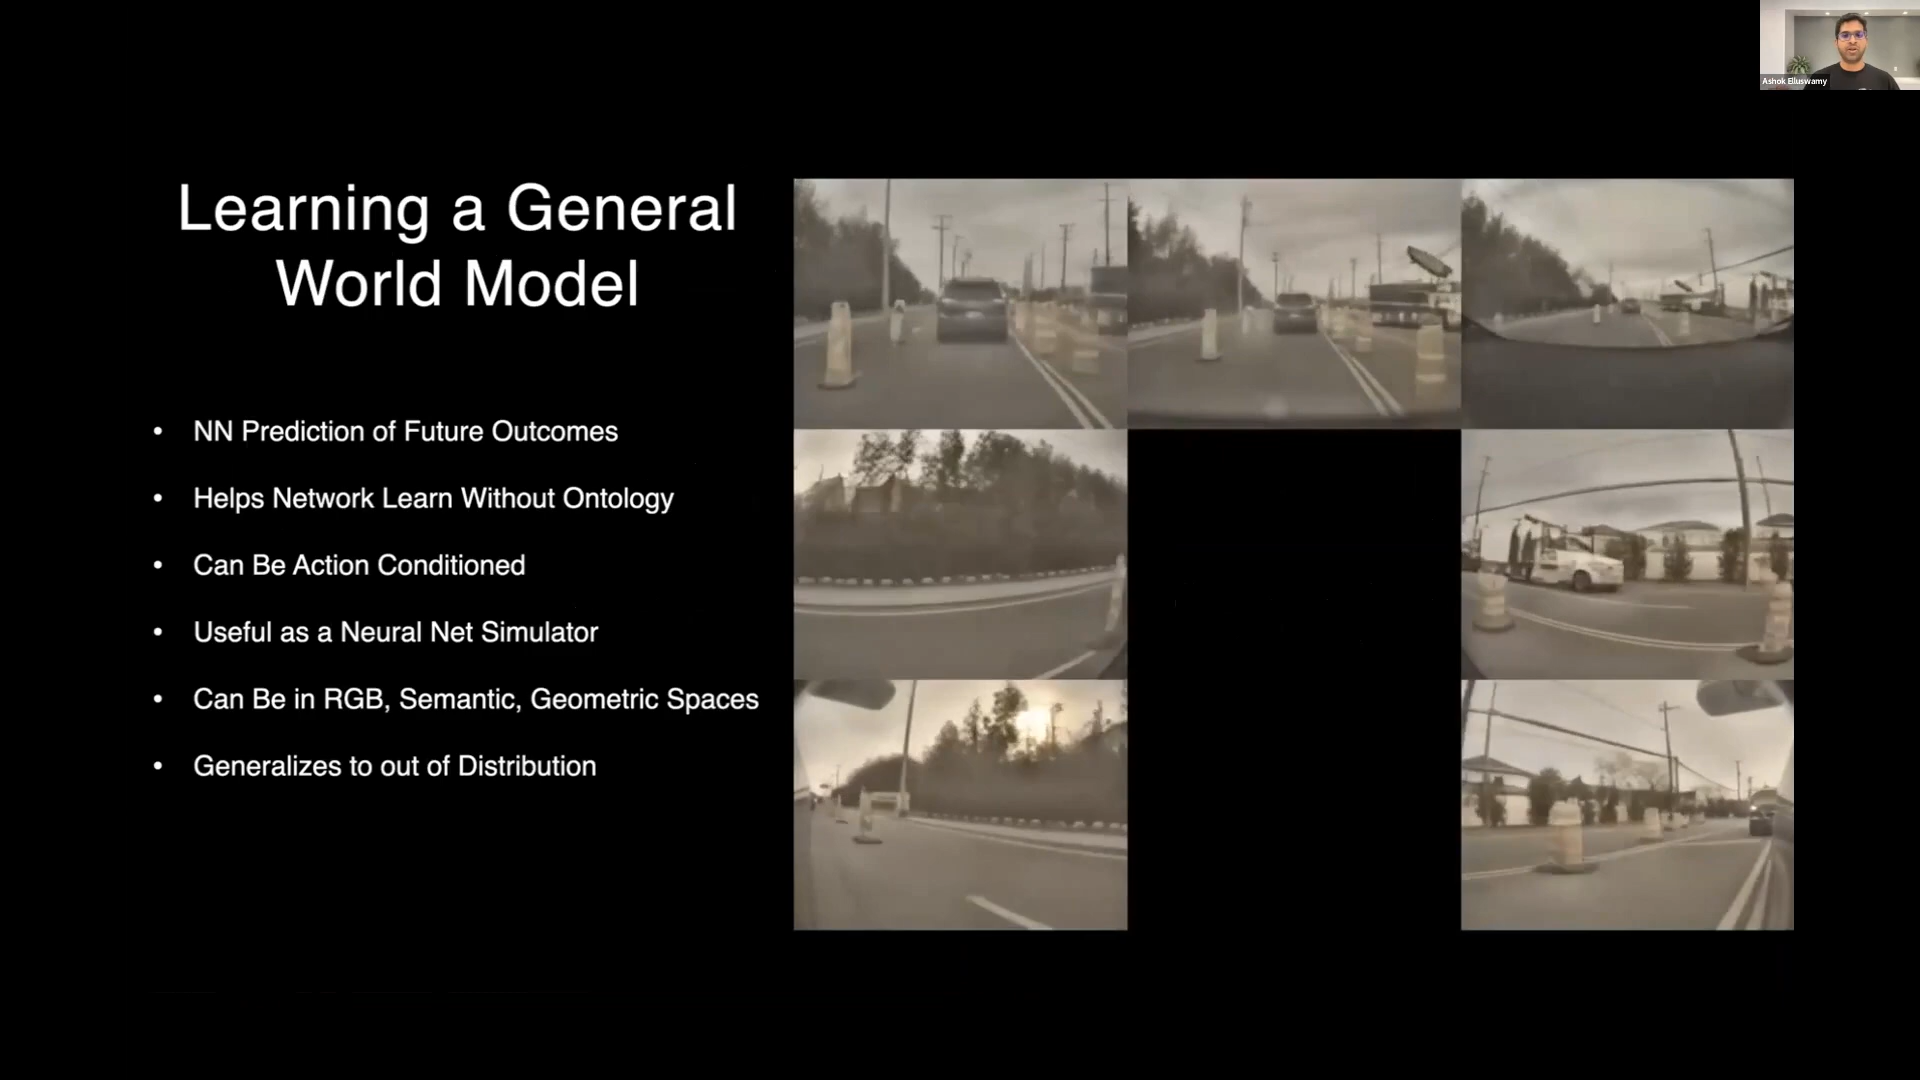 Ashok Elluswamy
Learning a General
World Model
• NN Prediction of Future Outcomes
• Helps Network Learn Without Ontology
• Can Be Action Conditioned
• Useful as a Neural Net Simulator
• Can Be in RGB, Semantic, Geometric Spaces
• Generalizes to out of Distribution